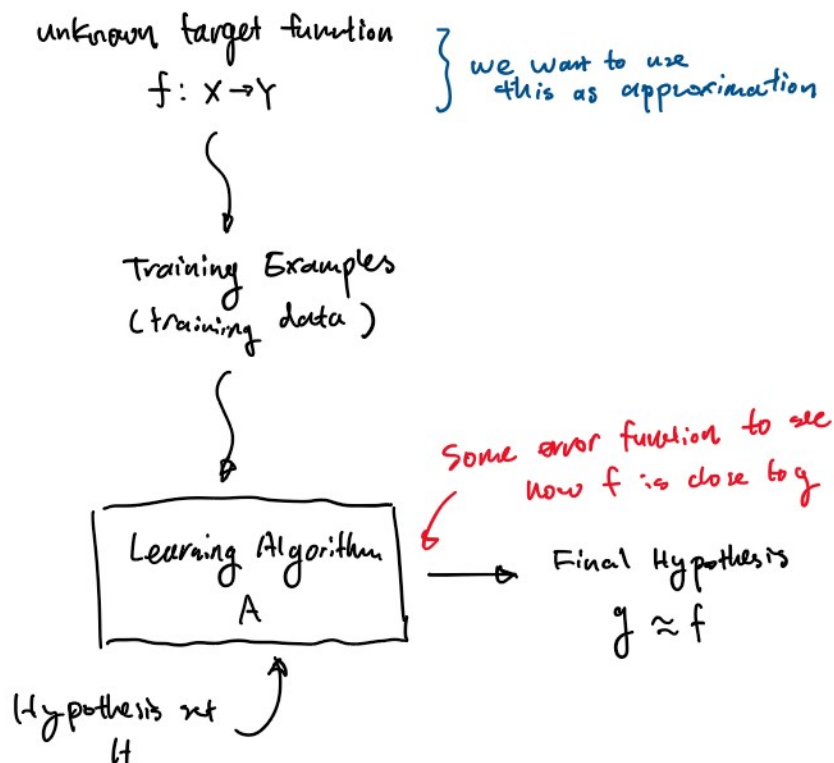 unknown target function
f: X → Y
we want to use
this as approximation
Training Examples
(training data)
Some error function to see
how f is close to g
Learning Algorithm
A
Final Hypothesis
g ≈ f
Hypothesis set
H